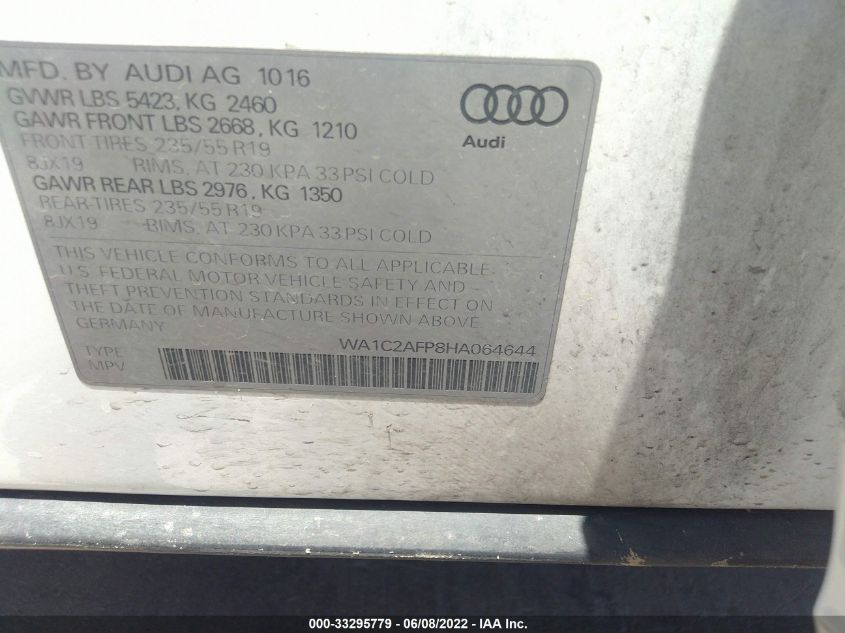 MFD. BY AUDI AG 1016
GVWR LBS 5423, KG 2460
GAWR FRONT LBS 2668, KG 1210
FRONT TIRES 235/55 R19
8JX19 RIMS, AT 230 KPA 33 PSI COLD
GAWR REAR LBS 2976, KG 1350
REAR-TIRES 235/55 R19
8JX19 RIMS, AT 230 KPA 33 PSI COLD
Audi
THIS VEHICLE CONFORMS TO ALL APPLICABLE
U.S. FEDERAL MOTOR VEHICLE SAFETY AND
THEFT PREVENTION STANDARDS IN EFFECT ON
THE DATE OF MANUFACTURE SHOWN ABOVE
GERMANY
WA1C2AFP8HA064644
TYPE
MPV
000-33295779 - 06/08/2022 - IAA Inc.